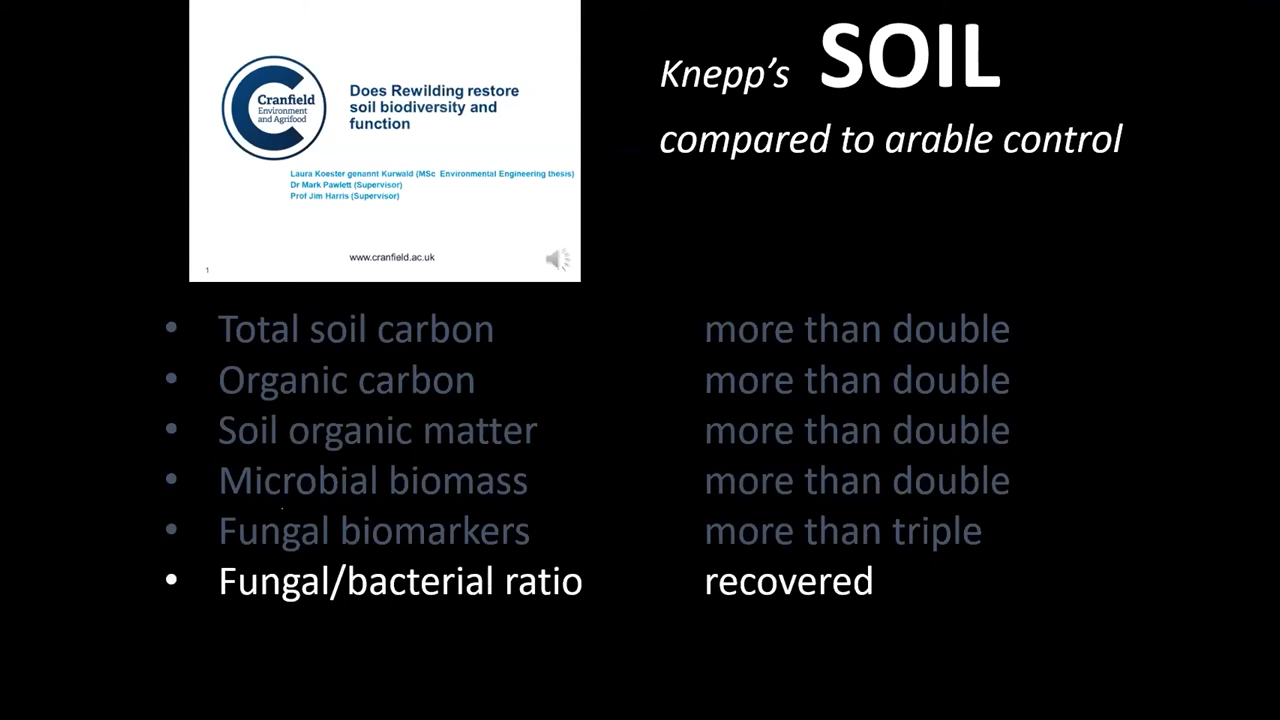 Cranfield
Environment
and Agrifood
Does Rewilding restore
soil biodiversity and
function
Laura Koester genannt Kurwald (MSc Environmental Engineering thesis)
Dr Mark Pawlett (Supervisor)
Prof Jim Harris (Supervisor)
www.cranfield.ac.uk
1
Knepp’s SOIL
compared to arable control
• Total soil carbon more than double
• Organic carbon more than double
• Soil organic matter more than double
• Microbial biomass more than double
• Fungal biomarkers more than triple
• Fungal/bacterial ratio recovered